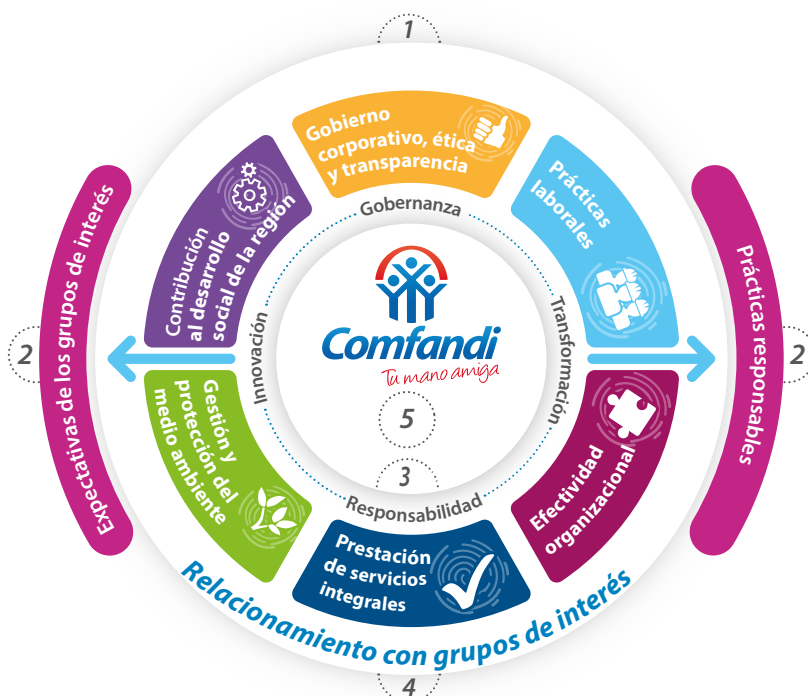 1
Gobierno
corporativo, ética
y transparencia
Prácticas
laborales
Contribución
al desarrollo
social de la región
Gobernanza
Expectativas de los grupos de interés
Prácticas responsables
2
2
Innovación
Transformación
Comfandi
Tu mano amiga
5
3
Responsabilidad
Gestión y
protección del
medio ambiente
Efectividad
organizacional
Prestación
de servicios
integrales
Relacionamiento con grupos de interés
4